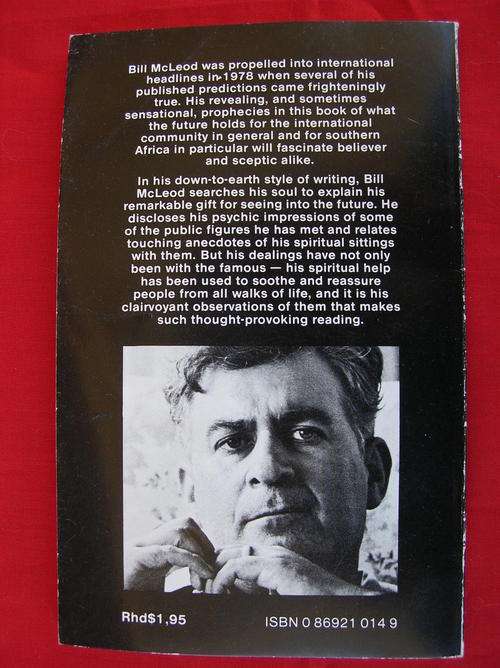 Bill McLeod was propelled into international
headlines in 1978 when several of his
published predictions came frighteningly
true. His revealing, and sometimes
sensational, prophecies in this book of what
the future holds for the international
community in general and for southern
Africa in particular will fascinate believer
and sceptic alike.
In his down-to-earth style of writing, Bill
McLeod searches his soul to explain his
remarkable gift for seeing into the future. He
discloses his psychic impressions of some
of the public figures he has met and relates
touching anecdotes of his spiritual sittings
with them. But his dealings have not only
been with the famous — his spiritual help
has been used to soothe and reassure
people from all walks of life, and it is his
clairvoyant observations of them that makes
such thought-provoking reading.
Rhd$1,95
ISBN 0 86921 014 9